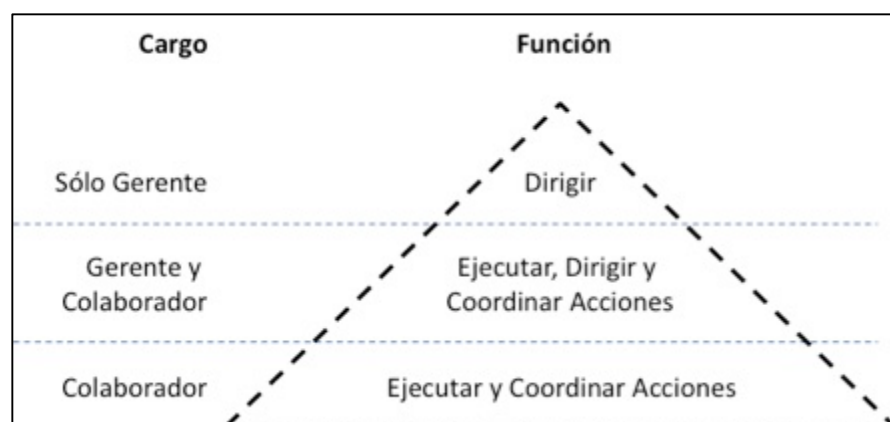 Cargo Función
Sólo Gerente Dirigir
Gerente y Ejecutar, Dirigir y
Colaborador Coordinar Acciones
Colaborador Ejecutar y Coordinar Acciones